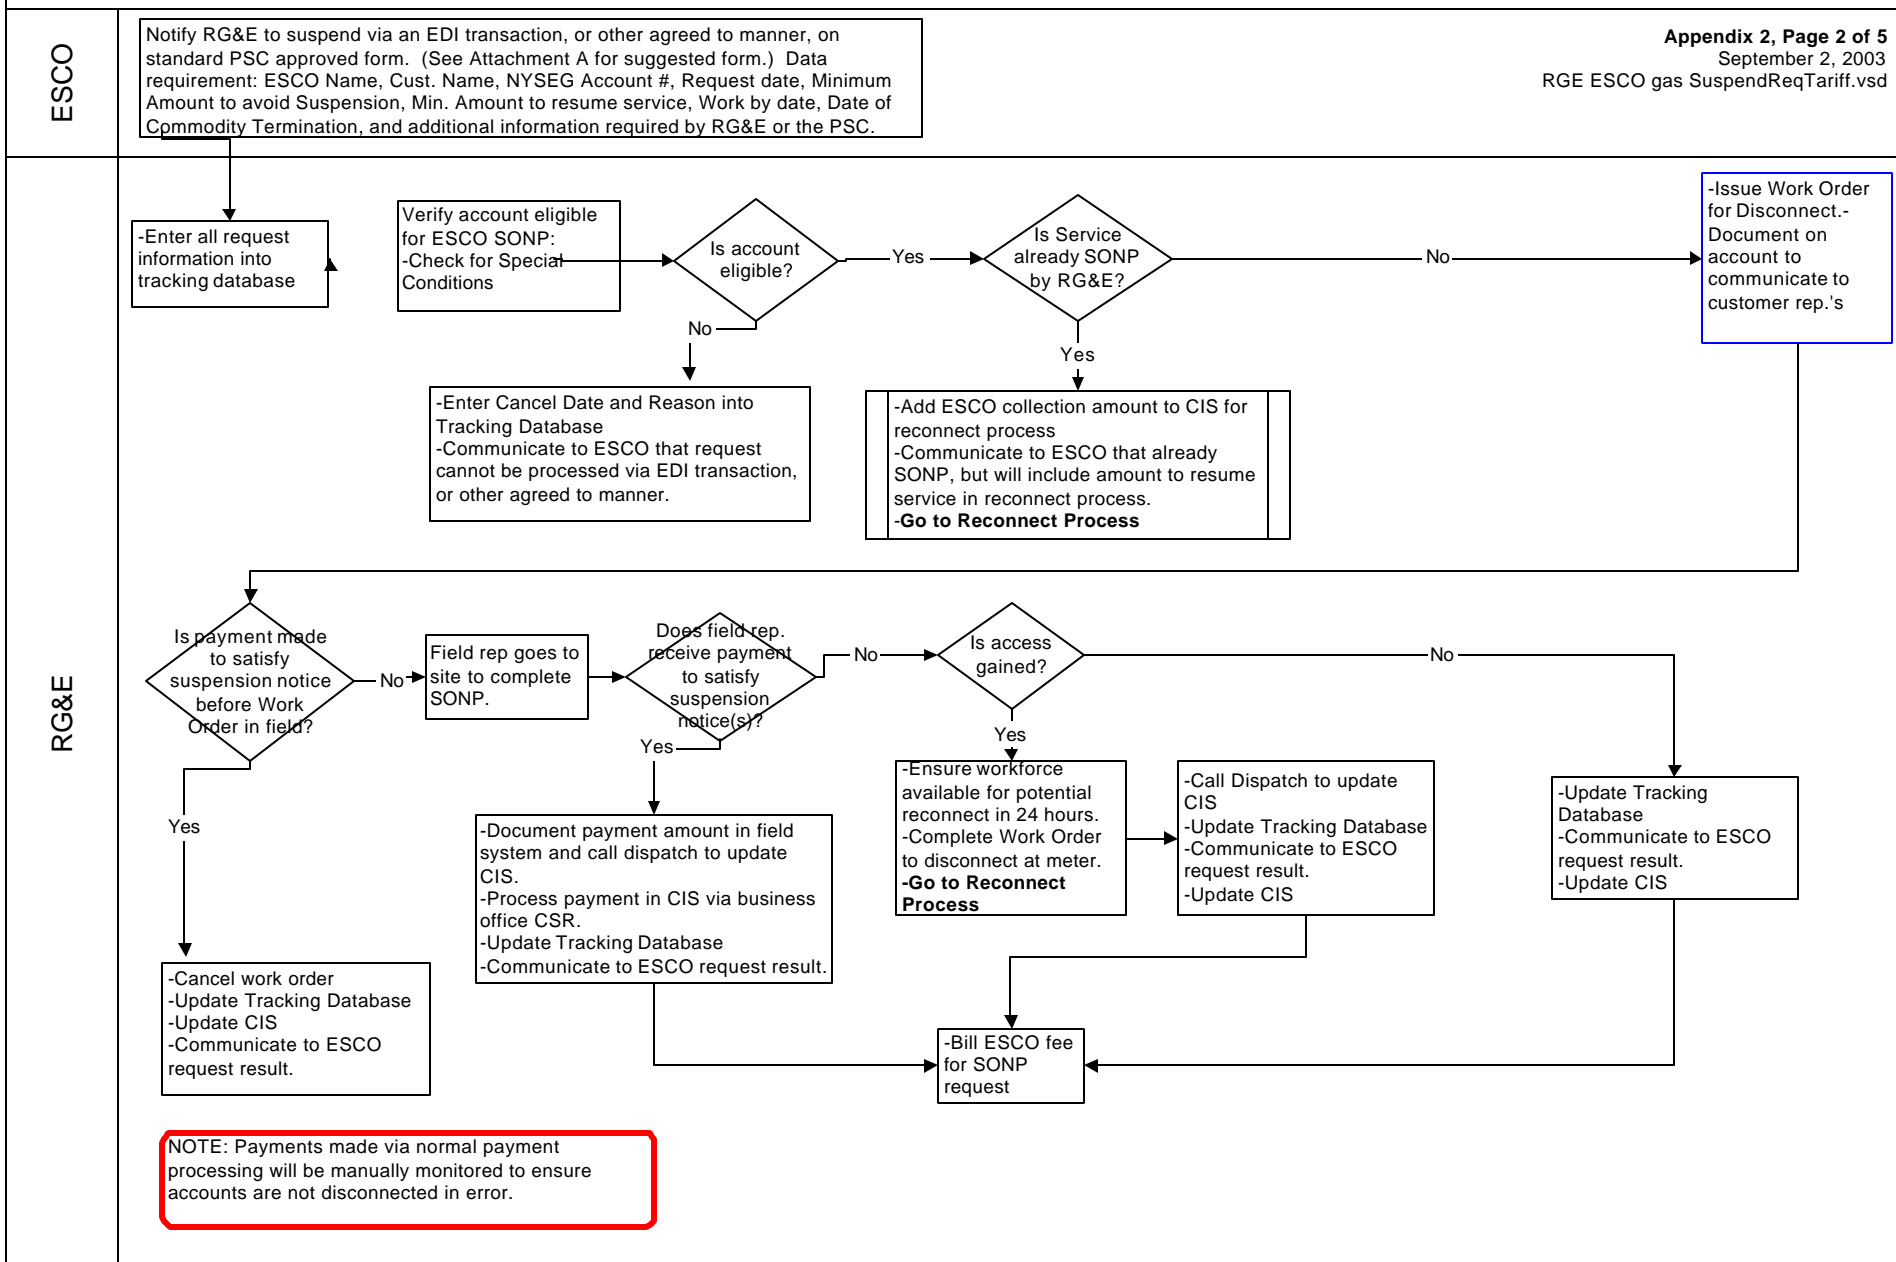 ESCO
Notify RG&E to suspend via an EDI transaction, or other agreed to manner, on
standard PSC approved form.  (See Attachment A for suggested form.)  Data
requirement: ESCO Name, Cust. Name, NYSEG Account #, Request date, Minimum
Amount to avoid Suspension, Min. Amount to resume service, Work by date, Date of
Commodity Termination, and additional information required by RG&E or the PSC.
Appendix 2, Page 2 of 5
September 2, 2003
RGE ESCO gas SuspendReqTariff.vsd
RG&E
-Enter all request
information into
tracking database
Verify account eligible
for ESCO SONP:
-Check for Special
Conditions
Is account
eligible?
Yes
Is Service
already SONP
by RG&E?
No
-Issue Work Order
for Disconnect.-
Document on
account to
communicate to
customer rep.'s
No
Yes
-Enter Cancel Date and Reason into
Tracking Database
-Communicate to ESCO that request
cannot be processed via EDI transaction,
or other agreed to manner.
-Add ESCO collection amount to CIS for
reconnect process
-Communicate to ESCO that already
SONP, but will include amount to resume
service in reconnect process.
-Go to Reconnect Process
Is payment made
to satisfy
suspension notice
before Work
Order in field?
No
Field rep goes to
site to complete
SONP.
Does field rep.
receive payment
to satisfy
suspension
notice(s)?
No
Is access
gained?
No
Yes
Yes
Yes
-Document payment amount in field
system and call dispatch to update
CIS.
-Process payment in CIS via business
office CSR.
-Update Tracking Database
-Communicate to ESCO request result.
-Ensure workforce
available for potential
reconnect in 24 hours.
-Complete Work Order
to disconnect at meter.
-Go to Reconnect
Process
-Call Dispatch to update
CIS
-Update Tracking Database
-Communicate to ESCO
request result.
-Update CIS
-Update Tracking
Database
-Communicate to ESCO
request result.
-Update CIS
-Cancel work order
-Update Tracking Database
-Update CIS
-Communicate to ESCO
request result.
-Bill ESCO fee
for SONP
request
NOTE: Payments made via normal payment
processing will be manually monitored to ensure
accounts are not disconnected in error.